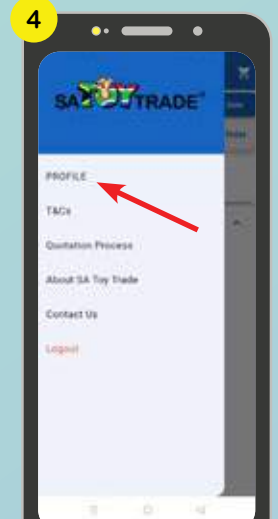 4
SA TOY TRADE
PROFILE
T&Cs
Quotation Process
About SA Toy Trade
Contact Us
Logout